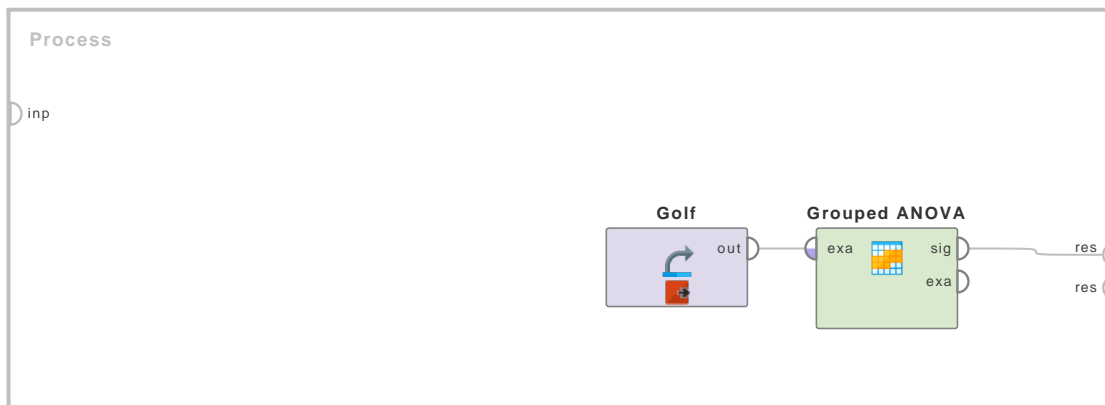 Process
inp
Golf
Grouped ANOVA
out
exa
sig
res
exa
res